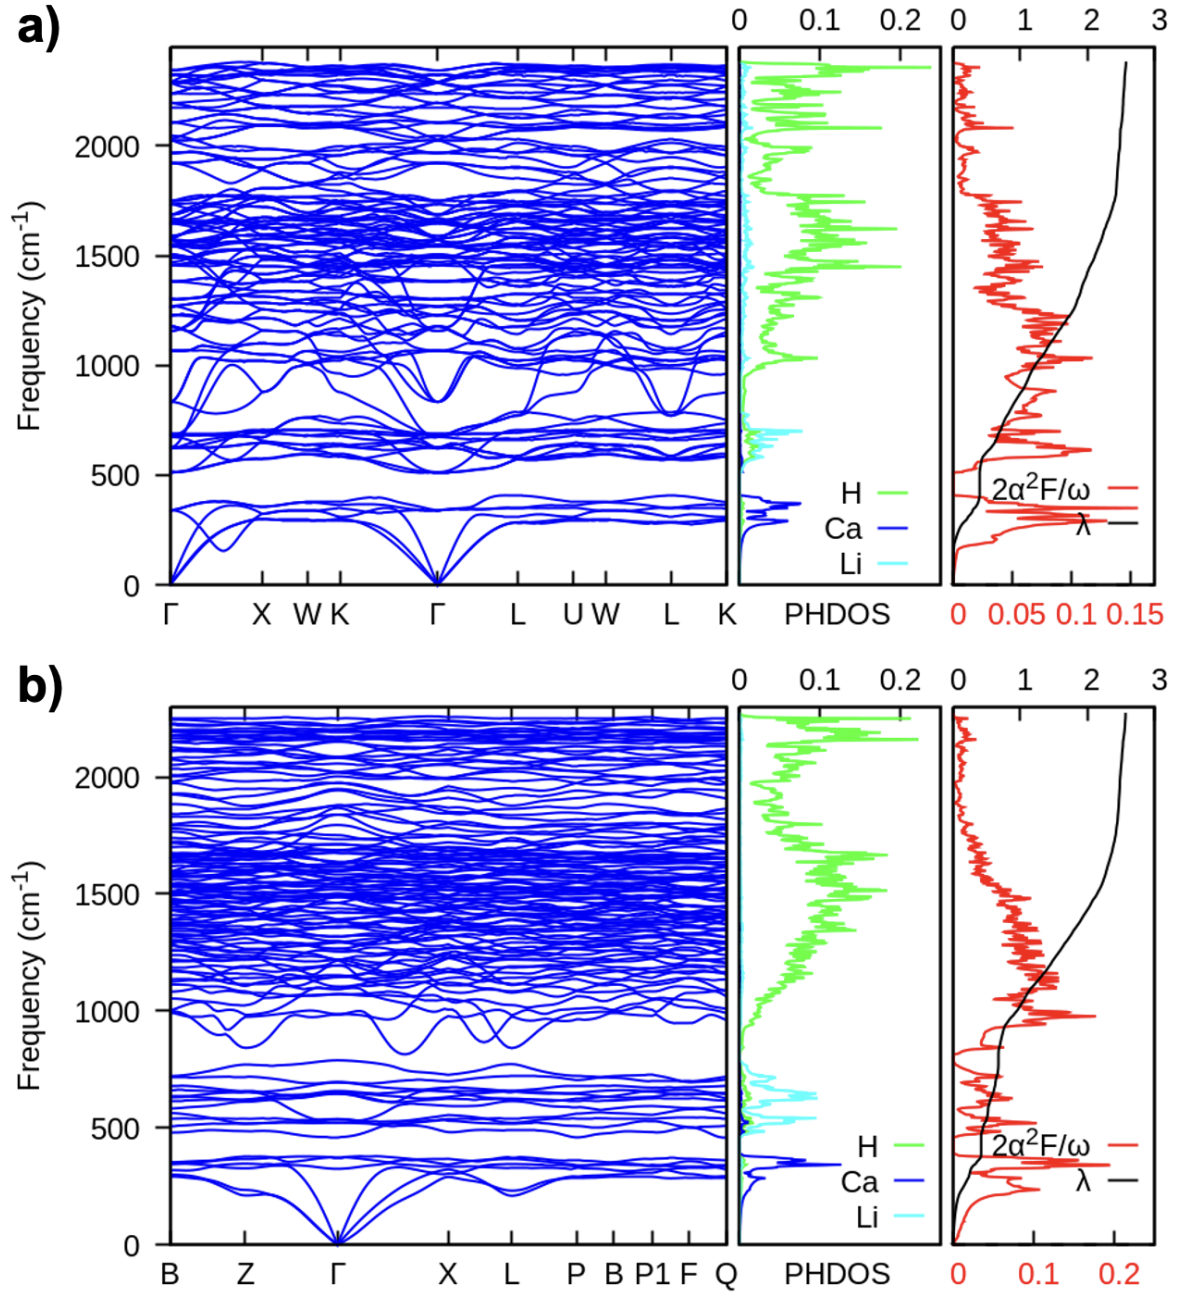 a)
0 0.1 0.2 0 1 2 3
2000
1500
1000
500
0
Frequency (cm-1)
H
Ca
Li
2α2F/ω
λ
Γ X W K Γ L U W L K PHDOS 0 0.05 0.1 0.15
b)
0 0.1 0.2 0 1 2 3
2000
1500
1000
500
0
Frequency (cm-1)
H
Ca
Li
2α2F/ω
λ
B Z Γ X L P B P1 F Q PHDOS 0 0.1 0.2